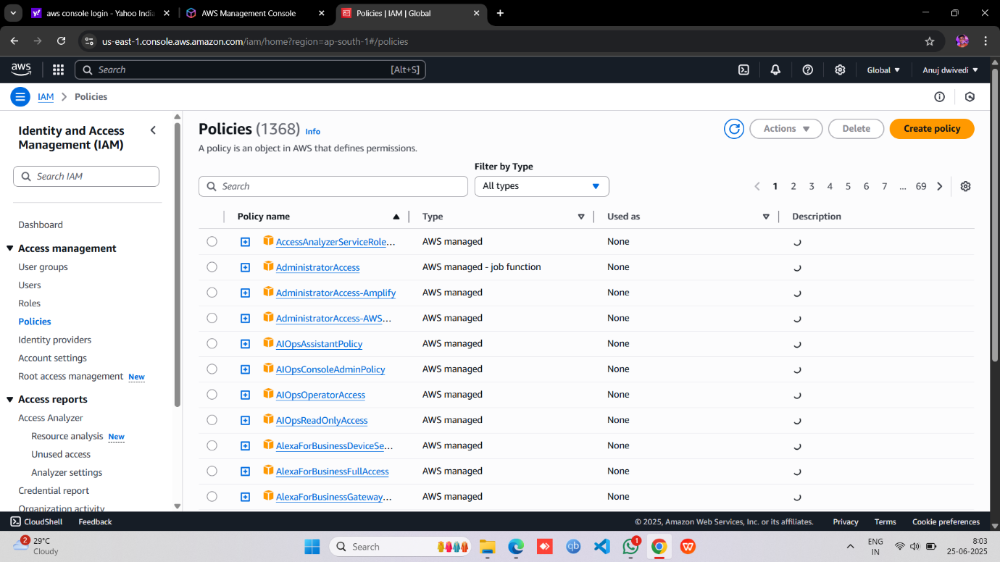 aws console login - Yahoo India
AWS Management Console
Policies | IAM | Global
us-east-1.console.aws.amazon.com/iam/home?region=ap-south-1#/policies
aws
Search
[Alt+S]
Global
Anuj dwivedi
IAM
Policies
Identity and Access
Management (IAM)
Search IAM
Dashboard
Access management
User groups
Users
Roles
Policies
Identity providers
Account settings
Root access management New
Access reports
Access Analyzer
Resource analysis New
Unused access
Analyzer settings
Credential report
Organization activity
Policies (1368) Info
A policy is an object in AWS that defines permissions.
Actions
Delete
Create policy
Filter by Type
Search
All types
1 2 3 4 5 6 7 ... 69
Policy name Type Used as Description
AccessAnalyzerServiceRole... AWS managed None
AdministratorAccess AWS managed - job function None
AdministratorAccess-Amplify AWS managed None
AdministratorAccess-AWS... AWS managed None
AIOpsAssistantPolicy AWS managed None
AIOpsConsoleAdminPolicy AWS managed None
AIOpsOperatorAccess AWS managed None
AIOpsReadOnlyAccess AWS managed None
AlexaForBusinessDeviceSe... AWS managed None
AlexaForBusinessFullAccess AWS managed None
AlexaForBusinessGateway... AWS managed None
CloudShell Feedback
© 2025, Amazon Web Services, Inc. or its affiliates. Privacy Terms Cookie preferences
2
29°C
Cloudy
Search
qb
1
W
ENG
IN
8:03
25-06-2025